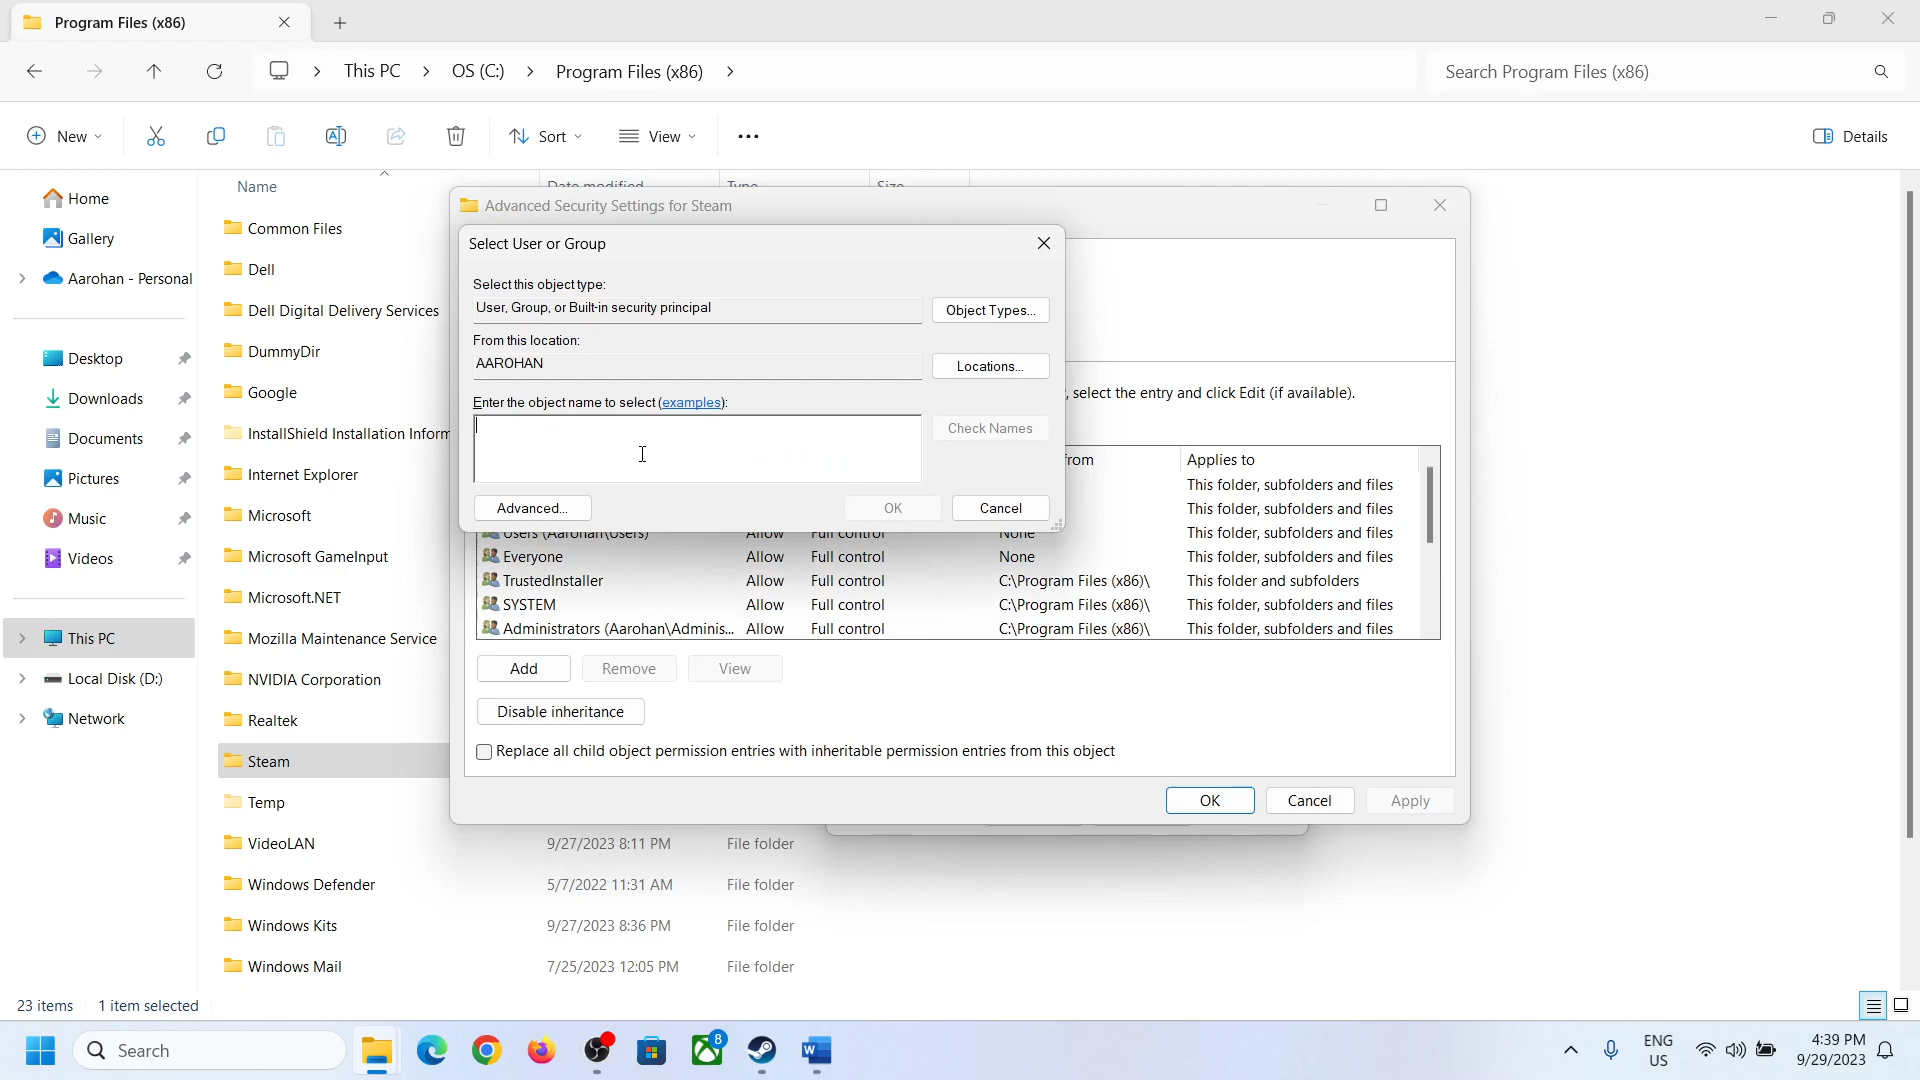 Program Files (x86)
This PC
OS (C:)
Program Files (x86)
Search Program Files (x86)
New
Sort
View
Details
Home
Gallery
Aarohan - Personal
Desktop
Downloads
Documents
Pictures
Music
Videos
This PC
Local Disk (D:)
Network
Name
Date modified
Type
Size
Common Files
Dell
Dell Digital Delivery Services
DummyDir
Google
InstallShield Installation Inform
Internet Explorer
Microsoft
Microsoft GameInput
Microsoft.NET
Mozilla Maintenance Service
NVIDIA Corporation
Realtek
Steam
Temp
VideoLAN 9/27/2023 8:11 PM File folder
Windows Defender 5/7/2022 11:31 AM File folder
Windows Kits 9/27/2023 8:36 PM File folder
Windows Mail 7/25/2023 12:05 PM File folder
Advanced Security Settings for Steam
Select User or Group
Select this object type:
User, Group, or Built-in security principal
Object Types...
From this location:
AAROHAN
Locations...
Enter the object name to select (examples):
Check Names
Advanced...
OK
Cancel
, select the entry and click Edit (if available).
from Applies to
This folder, subfolders and files
This folder, subfolders and files
Users (Aarohan\Users) Allow Full control None This folder, subfolders and files
Everyone Allow Full control None This folder, subfolders and files
TrustedInstaller Allow Full control C:\Program Files (x86)\ This folder and subfolders
SYSTEM Allow Full control C:\Program Files (x86)\ This folder, subfolders and files
Administrators (Aarohan\Adminis... Allow Full control C:\Program Files (x86)\ This folder, subfolders and files
Add
Remove
View
Disable inheritance
Replace all child object permission entries with inheritable permission entries from this object
OK
Cancel
Apply
23 items
1 item selected
Search
8
ENG
US
4:39 PM
9/29/2023